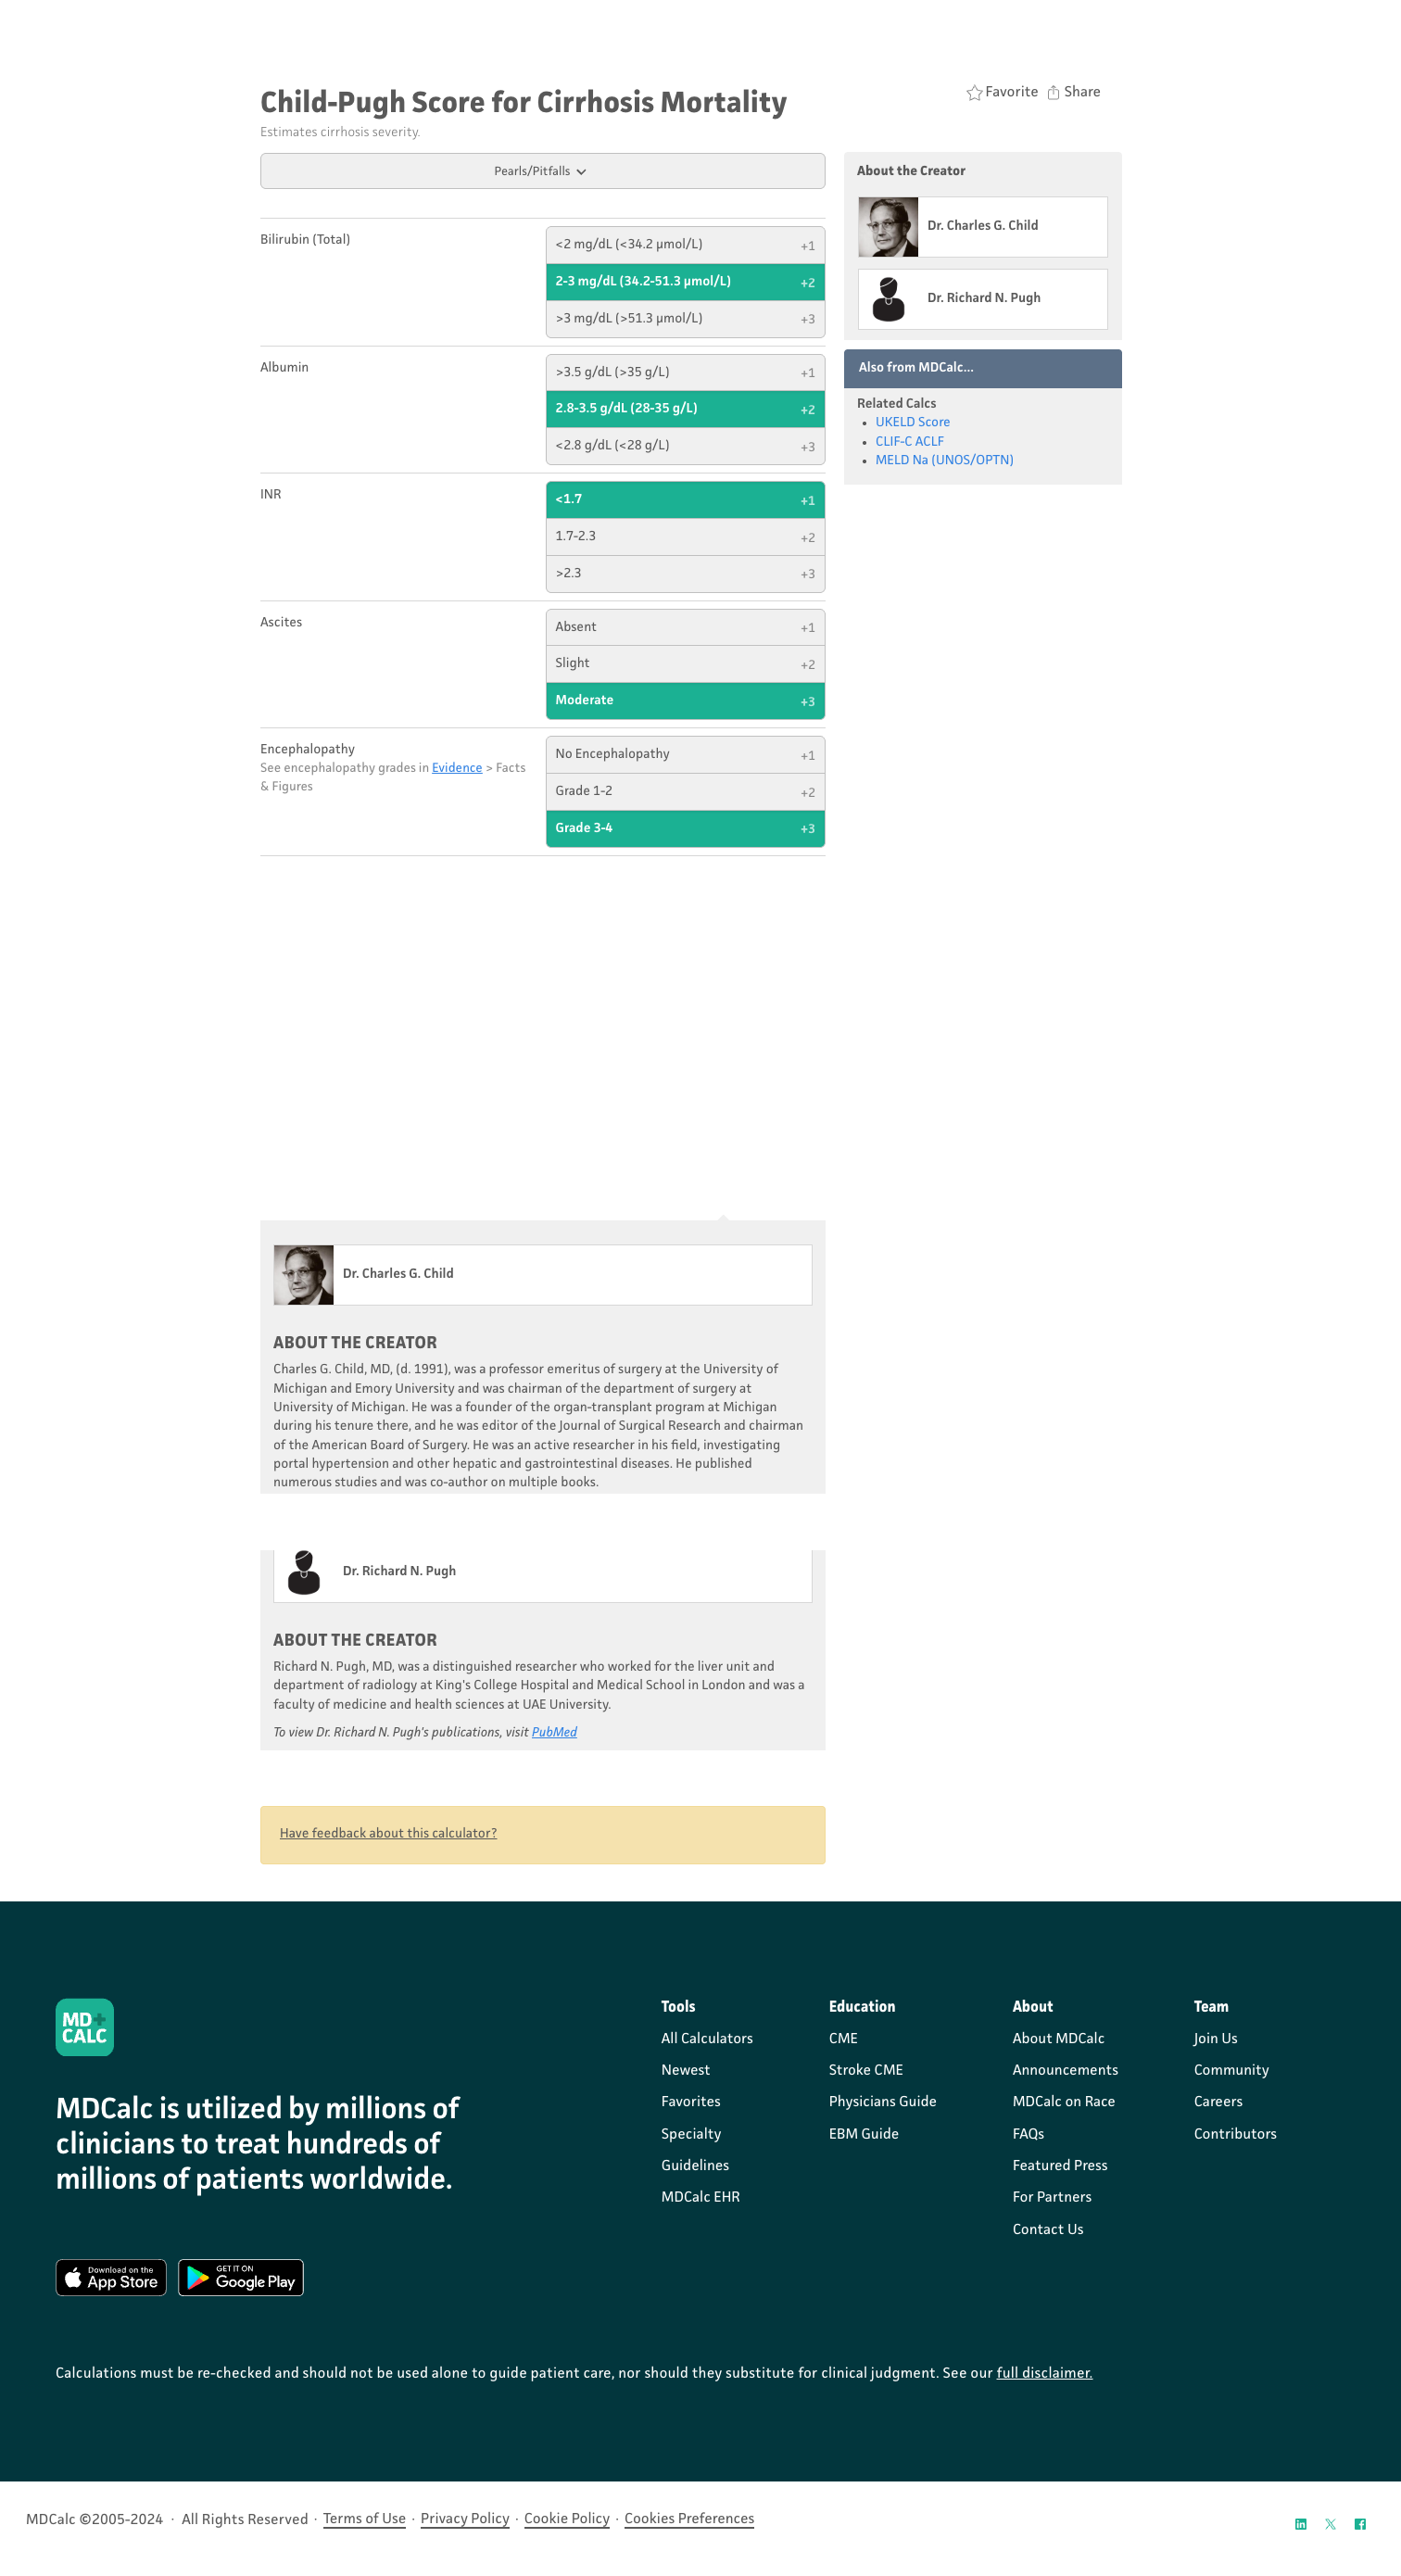 Child-Pugh Score for Cirrhosis Mortality
Estimates cirrhosis severity.
Favorite
Share
Pearls/Pitfalls
Bilirubin (Total)
<2 mg/dL (<34.2 μmol/L) +1
2-3 mg/dL (34.2-51.3 μmol/L) +2
>3 mg/dL (>51.3 μmol/L) +3
Albumin
>3.5 g/dL (>35 g/L) +1
2.8-3.5 g/dL (28-35 g/L) +2
<2.8 g/dL (<28 g/L) +3
INR
<1.7 +1
1.7-2.3 +2
>2.3 +3
Ascites
Absent +1
Slight +2
Moderate +3
Encephalopathy
See encephalopathy grades in Evidence > Facts
& Figures
No Encephalopathy +1
Grade 1-2 +2
Grade 3-4 +3
About the Creator
Dr. Charles G. Child
Dr. Richard N. Pugh
Also from MDCalc...
Related Calcs
UKELD Score
CLIF-C ACLF
MELD Na (UNOS/OPTN)
Dr. Charles G. Child
ABOUT THE CREATOR
Charles G. Child, MD, (d. 1991), was a professor emeritus of surgery at the University of
Michigan and Emory University and was chairman of the department of surgery at
University of Michigan. He was a founder of the organ-transplant program at Michigan
during his tenure there, and he was editor of the Journal of Surgical Research and chairman
of the American Board of Surgery. He was an active researcher in his field, investigating
portal hypertension and other hepatic and gastrointestinal diseases. He published
numerous studies and was co-author on multiple books.
Dr. Richard N. Pugh
ABOUT THE CREATOR
Richard N. Pugh, MD, was a distinguished researcher who worked for the liver unit and
department of radiology at King's College Hospital and Medical School in London and was a
faculty of medicine and health sciences at UAE University.
To view Dr. Richard N. Pugh's publications, visit PubMed
Have feedback about this calculator?
MD+
CALC
MDCalc is utilized by millions of
clinicians to treat hundreds of
millions of patients worldwide.
Download on the
App Store
GET IT ON
Google Play
Tools
All Calculators
Newest
Favorites
Specialty
Guidelines
MDCalc EHR
Education
CME
Stroke CME
Physicians Guide
EBM Guide
About
About MDCalc
Announcements
MDCalc on Race
FAQs
Featured Press
For Partners
Contact Us
Team
Join Us
Community
Careers
Contributors
Calculations must be re-checked and should not be used alone to guide patient care, nor should they substitute for clinical judgment. See our full disclaimer.
MDCalc ©2005-2024 · All Rights Reserved · Terms of Use · Privacy Policy · Cookie Policy · Cookies Preferences